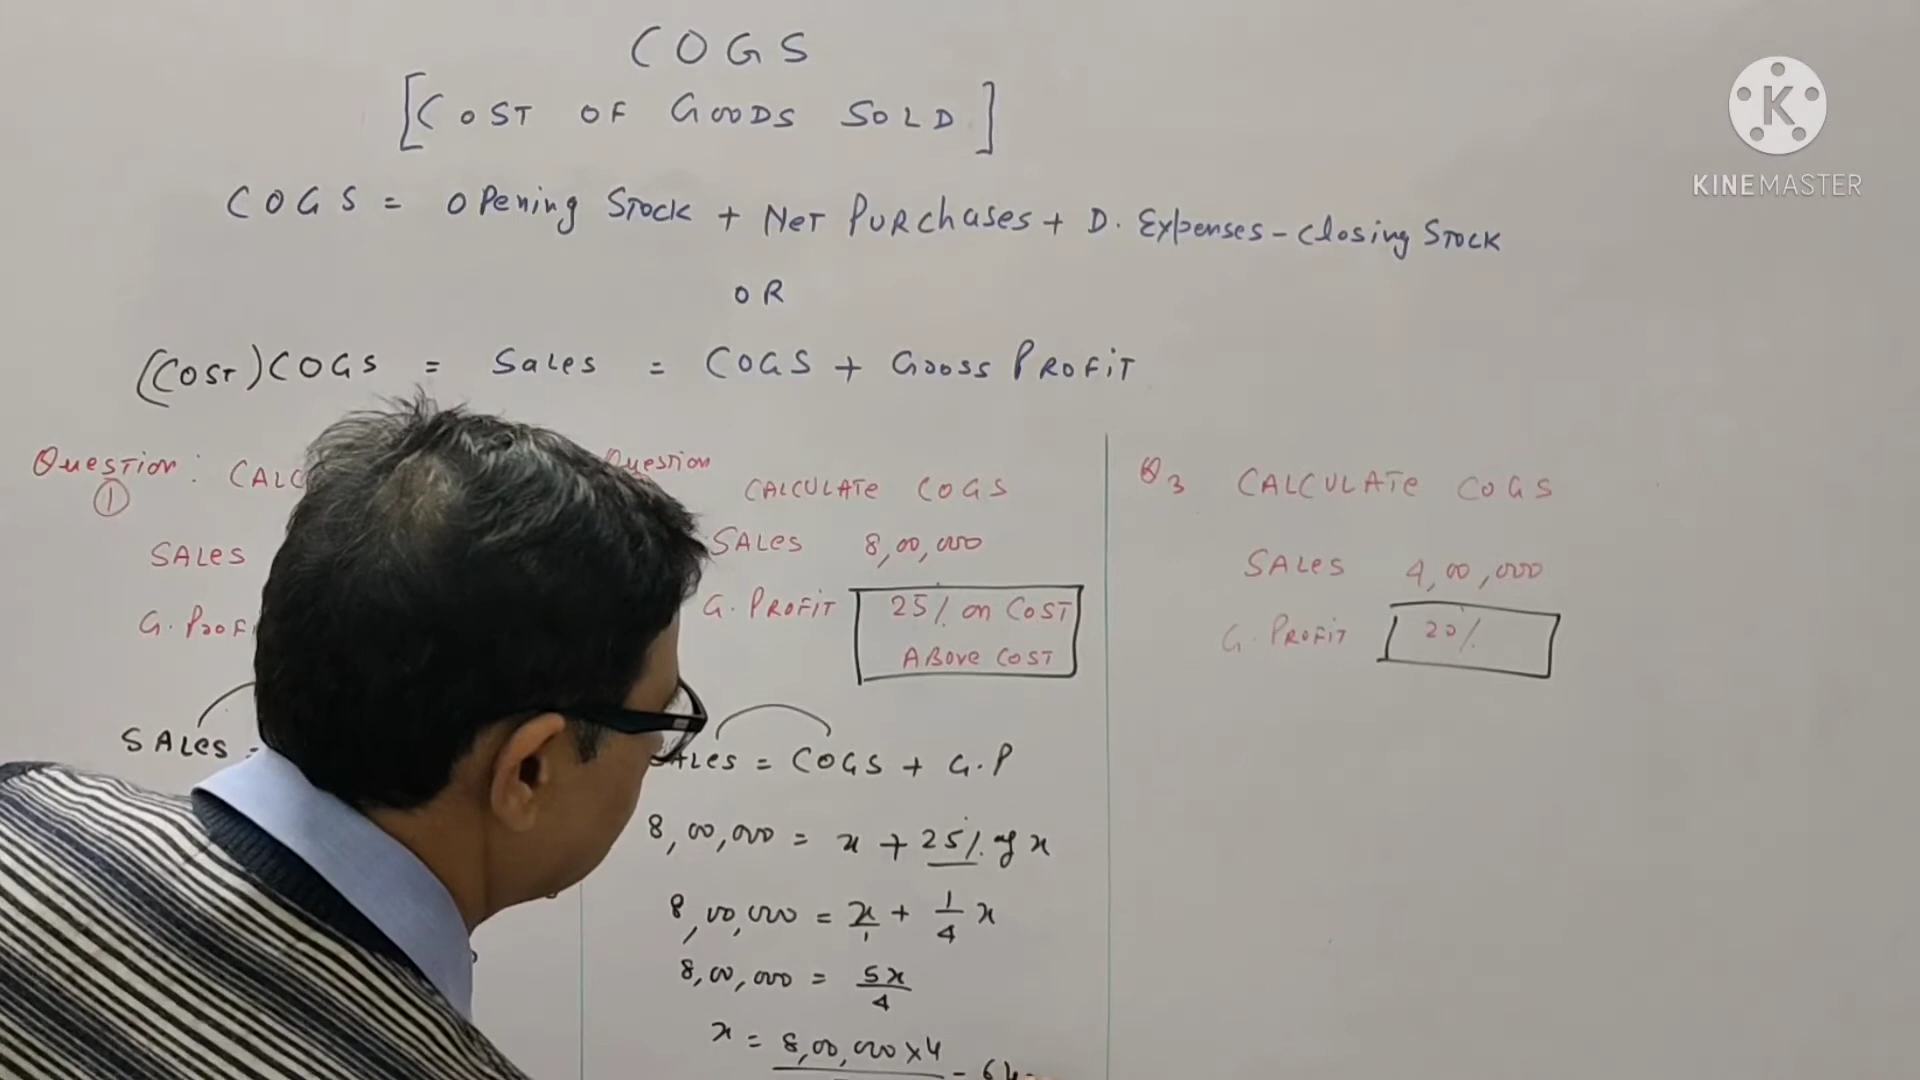 COGS
[COST OF GOODS SOLD]
KINEMASTER
COGS = Opening Stock + Net Purchases + D. Expenses - Closing Stock
OR
(Cost) COGS = Sales = COGS + Gooss Profit
Question: CALC
1
SALES
G. Prof
SALES =
Question
CALCULATE COGS
SALES 8,00,000
G. PROFIT 25% on COST
ABOVE COST
SALES = COGS + G.P
8,00,000 = x + 25% of x
8,00,000 = x/1 + 1/4 x
8,00,000 = 5x/4
x = 8,00,000 x 4
Q3 CALCULATE COGS
SALES 4,00,000
G. PROFIT 20%